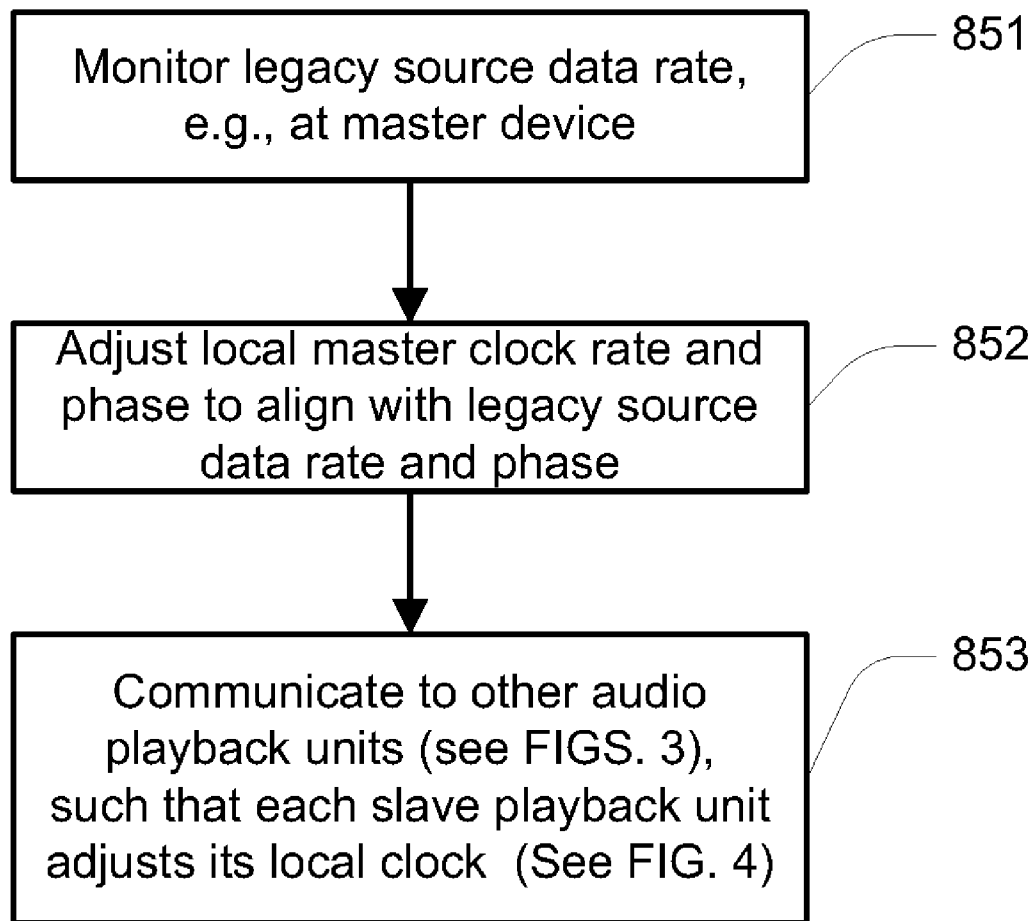 851
Monitor legacy source data rate,
e.g., at master device
852
Adjust local master clock rate and
phase to align with legacy source
data rate and phase
853
Communicate to other audio
playback units (see FIGS. 3),
such that each slave playback unit
adjusts its local clock  (See FIG. 4)